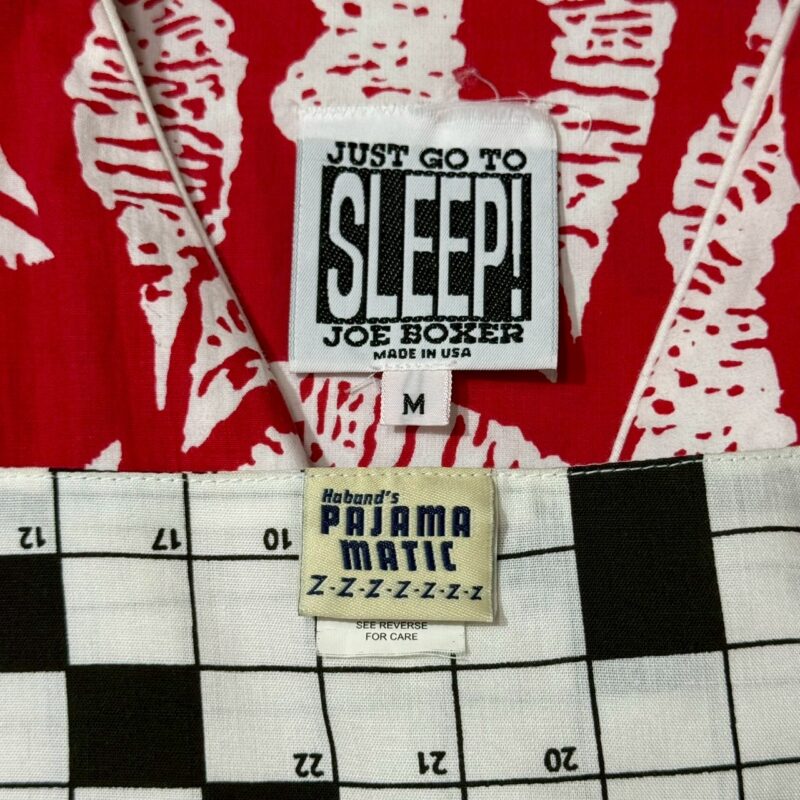 JUST GO TO
SLEEP!
JOE BOXER
MADE IN USA
M
Haband's
PAJAMA
MATIC
Z-Z-Z-Z-Z-Z-Z
SEE REVERSE
FOR CARE
12
17
10
22
21
20